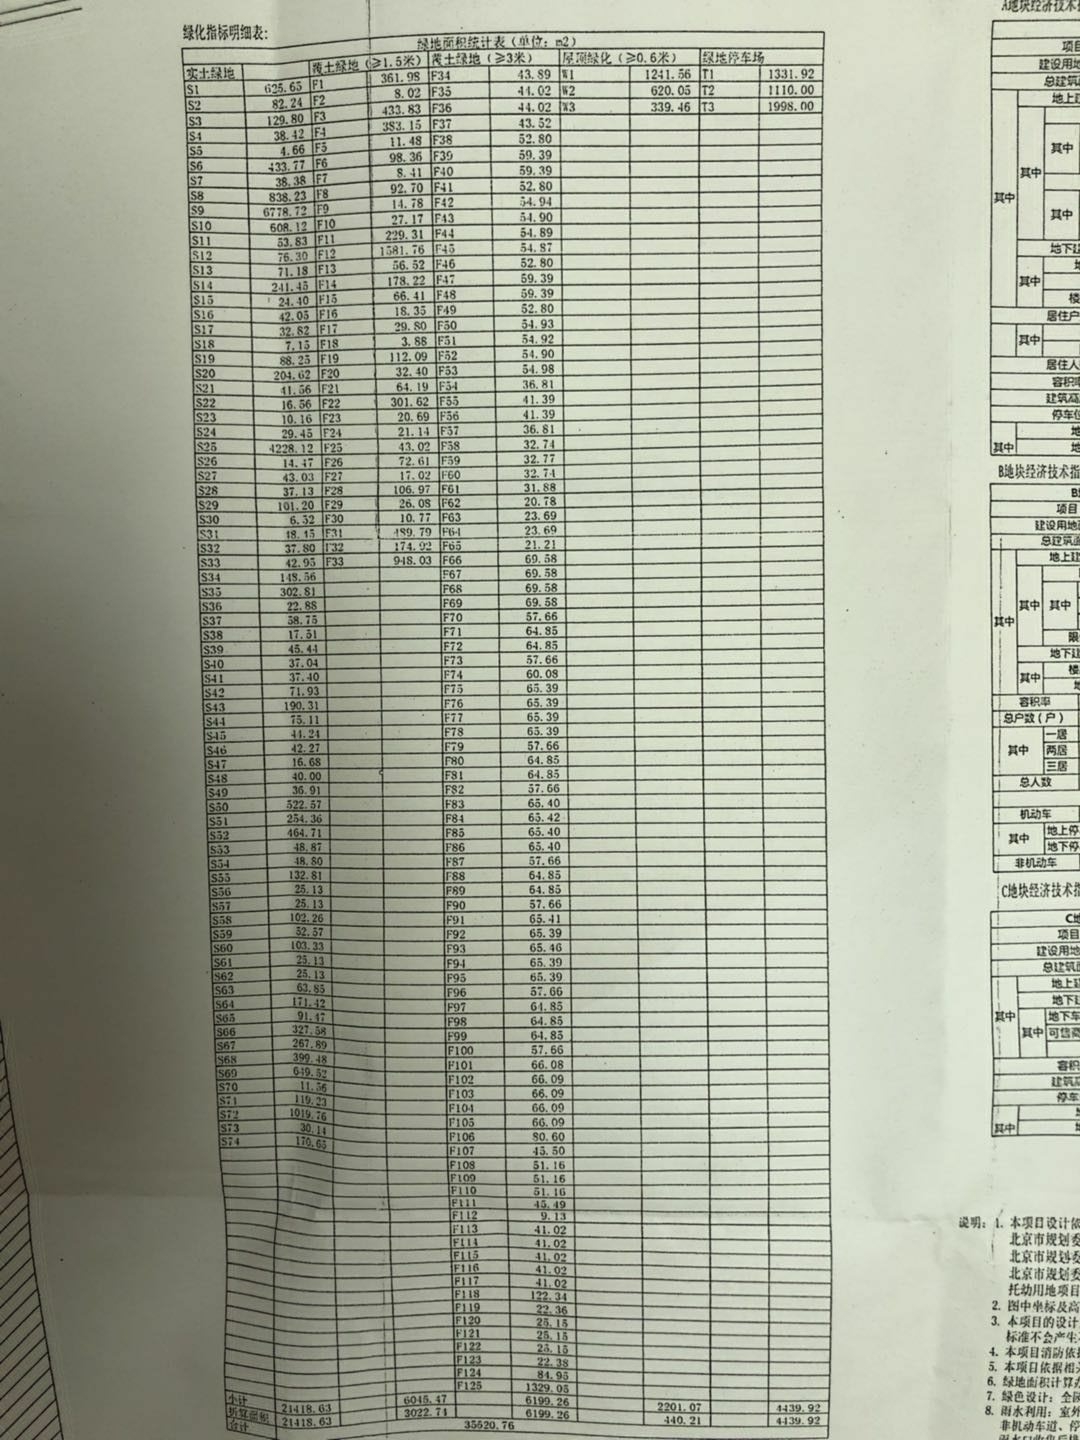 绿化指标明细表:
绿地面积统计表(单位: m2)
实土绿地 覆土绿地(≥1.5米) 覆土绿地(≥3米) 屋顶绿化(≥0.6米) 绿地停车场
S1 625.65 F1 361.98 F34 43.89 W1 1241.56 T1 1331.92
S2 82.24 F2 8.02 F35 44.02 W2 620.05 T2 1110.00
S3 129.80 F3 433.83 F36 44.02 W3 339.46 T3 1998.00
S4 38.42 F4 383.15 F37 43.52
S5 4.66 F5 11.48 F38 52.80
S6 433.77 F6 98.36 F39 59.39
S7 38.38 F7 8.41 F40 59.39
S8 838.23 F8 92.70 F41 52.80
S9 6778.72 F9 14.78 F42 54.94
S10 608.12 F10 27.17 F43 54.90
S11 53.83 F11 229.31 F44 54.89
S12 76.30 F12 1581.76 F45 54.87
S13 71.18 F13 56.52 F46 52.80
S14 241.45 F14 178.22 F47 59.39
S15 24.40 F15 66.41 F48 59.39
S16 42.05 F16 18.35 F49 52.80
S17 32.82 F17 29.80 F50 54.93
S18 7.15 F18 3.88 F51 54.92
S19 88.25 F19 112.09 F52 54.90
S20 204.62 F20 32.40 F53 54.98
S21 41.56 F21 64.19 F54 36.81
S22 16.56 F22 301.62 F55 41.39
S23 10.16 F23 20.69 F56 41.39
S24 29.45 F24 21.14 F57 36.81
S25 4228.12 F25 43.02 F58 32.74
S26 14.47 F26 72.61 F59 32.77
S27 43.03 F27 17.02 F60 32.74
S28 37.13 F28 106.97 F61 31.88
S29 101.20 F29 26.08 F62 20.78
S30 6.52 F30 10.77 F63 23.69
S31 18.15 F31 489.79 F64 23.69
S32 37.80 F32 174.92 F65 21.21
S33 42.95 F33 948.03 F66 69.58
S34 148.56 F67 69.58
S35 302.81 F68 69.58
S36 22.88 F69 69.58
S37 58.75 F70 57.66
S38 17.51 F71 64.85
S39 45.44 F72 64.85
S40 37.04 F73 57.66
S41 37.40 F74 60.08
S42 71.93 F75 65.39
S43 190.31 F76 65.39
S44 75.11 F77 65.39
S45 44.24 F78 65.39
S46 42.27 F79 57.66
S47 16.68 F80 64.85
S48 40.00 F81 64.85
S49 36.91 F82 57.66
S50 522.57 F83 65.40
S51 254.36 F84 65.42
S52 464.71 F85 65.40
S53 48.87 F86 65.40
S54 48.80 F87 57.66
S55 132.81 F88 64.85
S56 25.13 F89 64.85
S57 25.13 F90 57.66
S58 102.26 F91 65.41
S59 52.57 F92 65.39
S60 103.33 F93 65.46
S61 25.13 F94 65.39
S62 25.13 F95 65.39
S63 63.85 F96 57.66
S64 171.42 F97 64.85
S65 91.47 F98 64.85
S66 327.58 F99 64.85
S67 267.89 F100 57.66
S68 399.48 F101 66.08
S69 649.52 F102 66.09
S70 11.56 F103 66.09
S71 119.23 F104 66.09
S72 1019.76 F105 66.09
S73 30.14 F106 80.60
S74 170.65 F107 45.50
F108 51.16
F109 51.16
F110 51.16
F111 45.49
F112 9.13
F113 41.02
F114 41.02
F115 41.02
F116 41.02
F117 41.02
F118 122.34
F119 22.36
F120 25.15
F121 25.15
F122 25.15
F123 22.38
F124 84.95
F125 1329.05
小计 21418.63 6045.47 6199.26 2201.07 4439.92
折算面积 21418.63 3022.74 6199.26 440.21 4439.92
合计 35520.76
A地块经济技术
项目
建设用地
总建筑
地上建
其中
其中
其中
其中
地下建
其中
楼
居住户
其中
居住人
容积率
建筑高
停车位
其中
地
地
B地块经济技术指
项目
建设用地面
总建筑面
地上建
其中 其中 其中
限
地下建
其中
楼
容积率
总户数(户)
其中
一居
两居
三居
总人数
机动车
其中
地上停
地下停
非机动车
C地块经济技术指
C地
项目
建设用地
总建筑面
地上建
地下建
其中
其中
地下车
可售商
容积
建筑高
停车
其中
说明: 1. 本项目设计依
北京市规划委
北京市规划委
北京市规划委
托幼用地项目
2. 图中坐标及高
3. 本项目的设计
标准不会产生
4. 本项目消防依据
5. 本项目依据相关
6. 绿地面积计算办
7. 绿色设计: 全区
8. 雨水利用: 室外
非机动车道、停